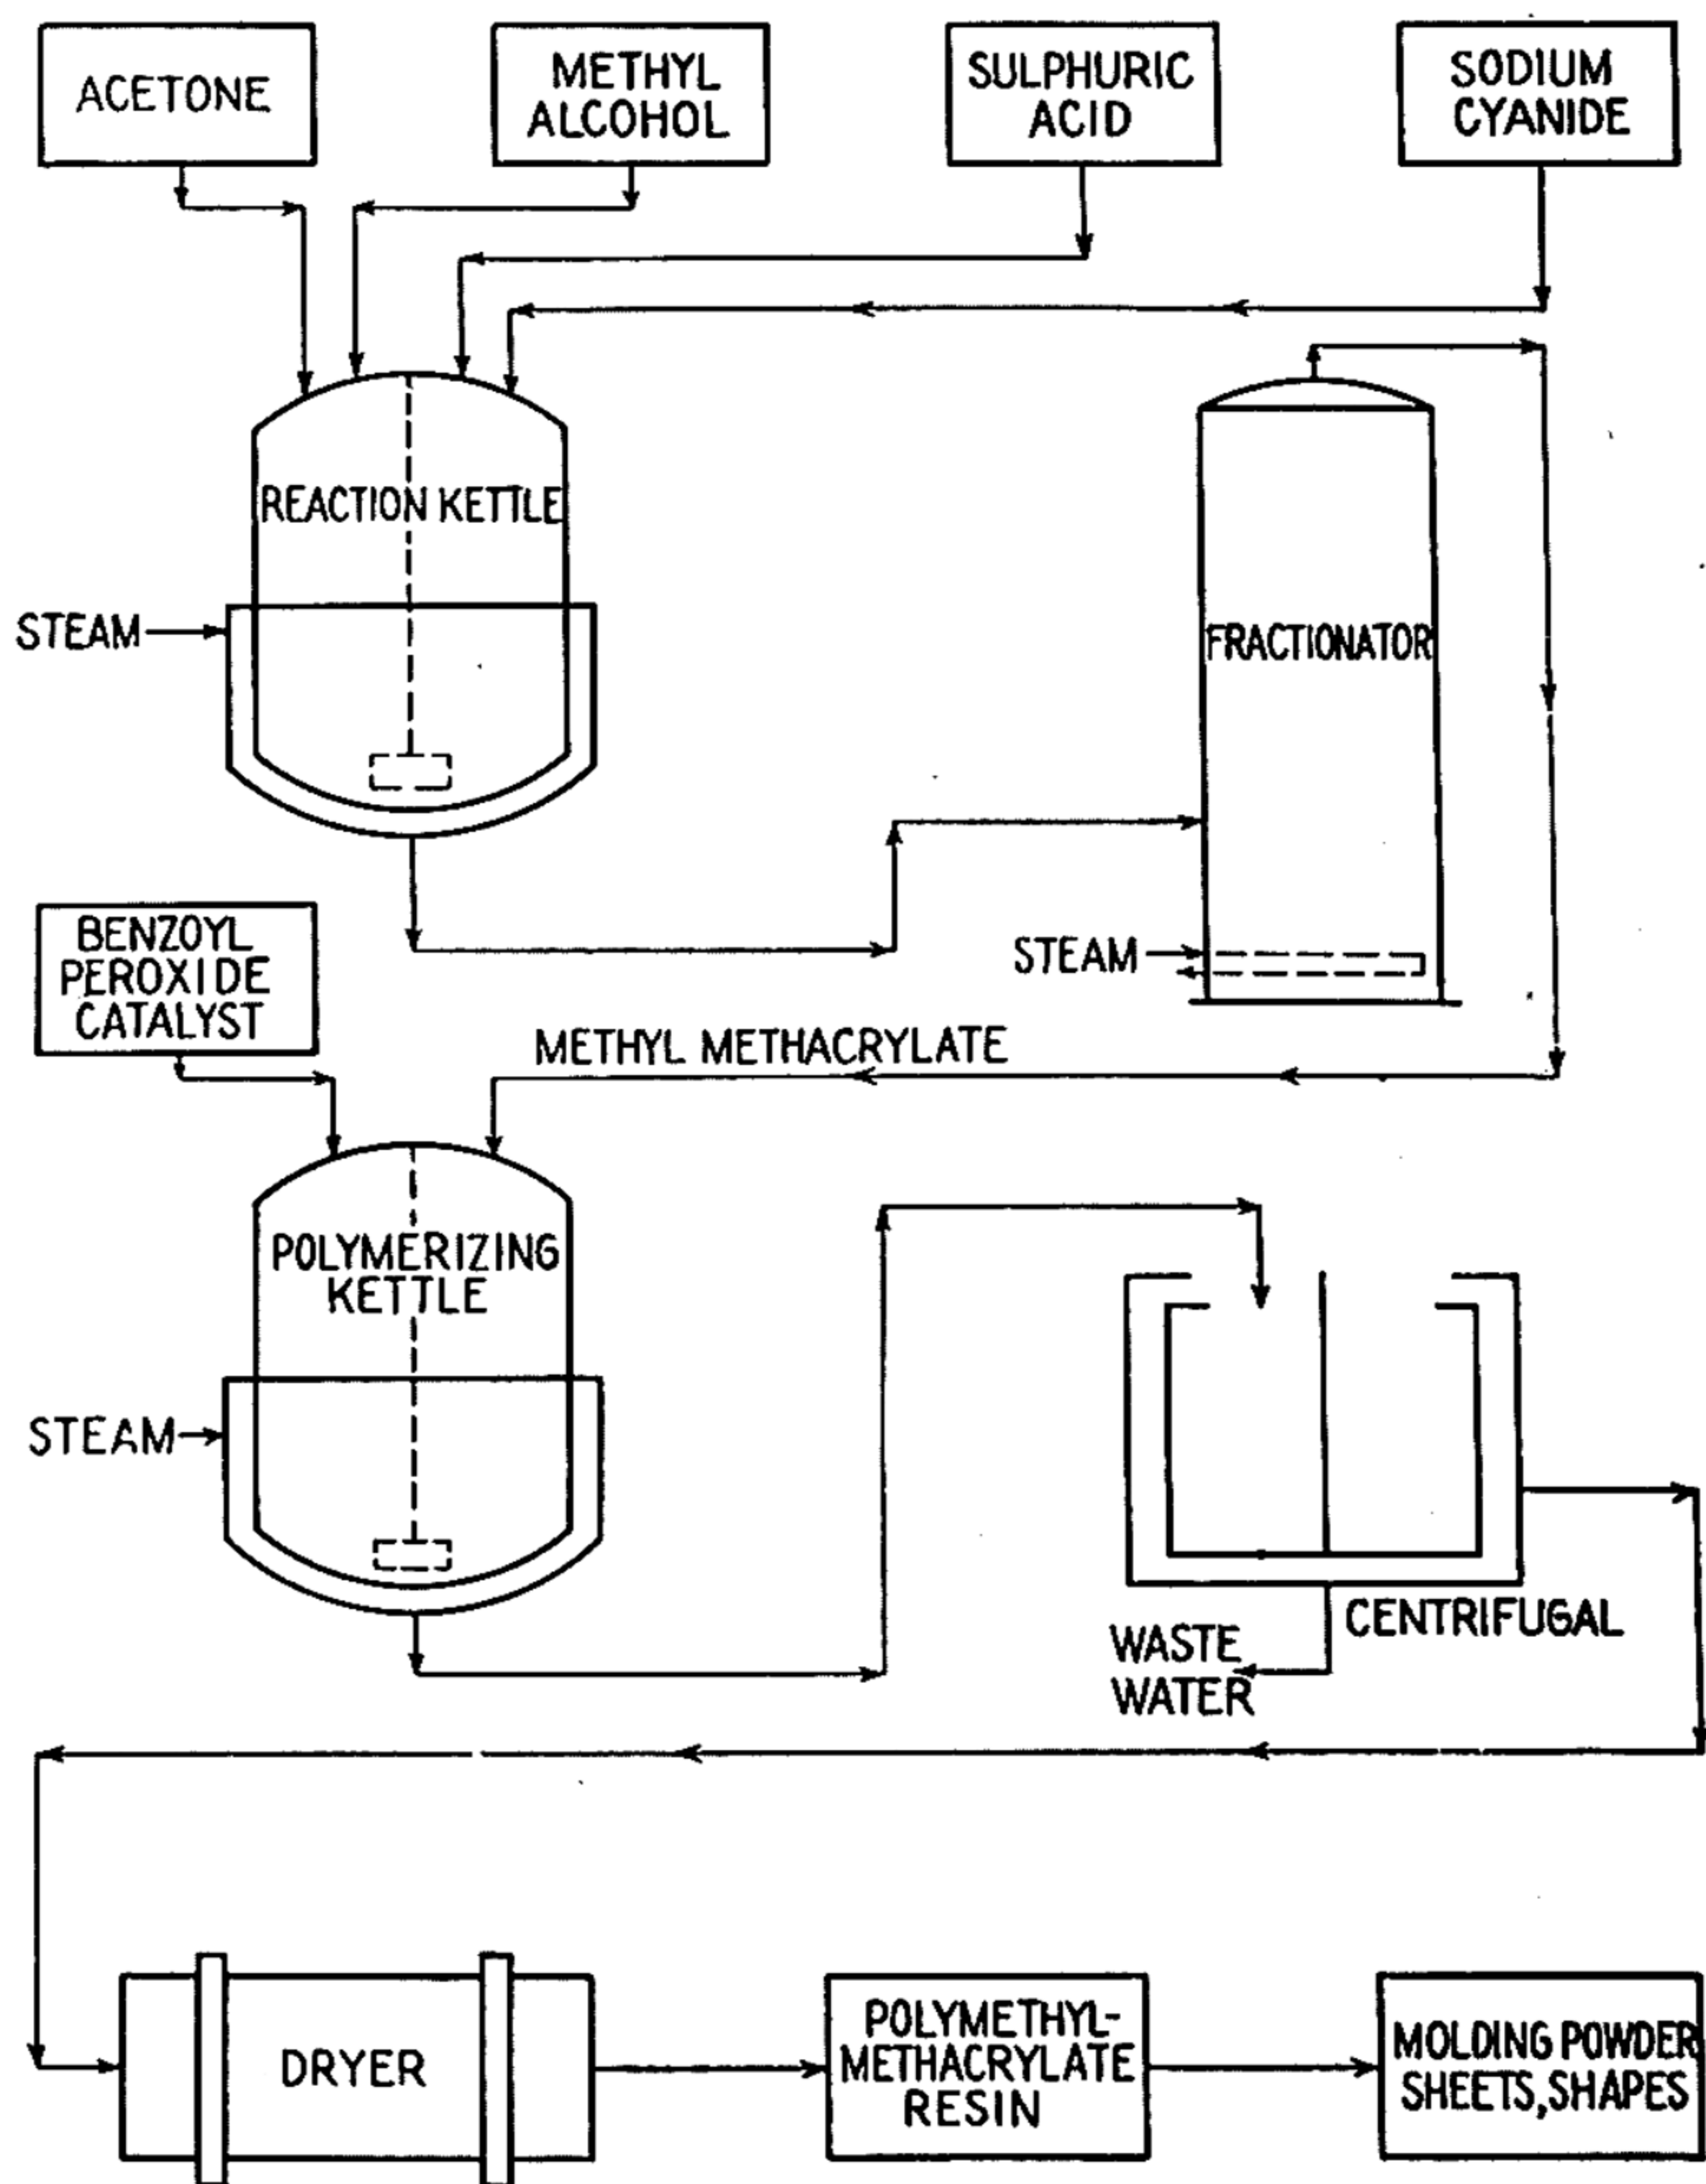 ACETONE
METHYL
ALCOHOL
SULPHURIC
ACID
SODIUM
CYANIDE
REACTION KETTLE
STEAM
FRACTIONATOR
STEAM
BENZOYL
PEROXIDE
CATALYST
METHYL METHACRYLATE
POLYMERIZING
KETTLE
STEAM
CENTRIFUGAL
WASTE
WATER
DRYER
POLYMETHYL-
METHACRYLATE
RESIN
MOLDING POWDER
SHEETS, SHAPES